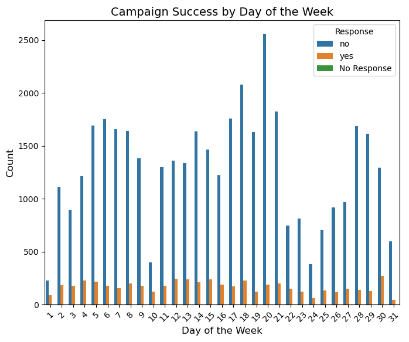 Campaign Success by Day of the Week
Response
no
yes
No Response
Count
2500
2000
1500
1000
500
0
1 2 3 4 5 6 7 8 9 10 11 12 13 14 15 16 17 18 19 20 21 22 23 24 25 26 27 28 29 30 31
Day of the Week